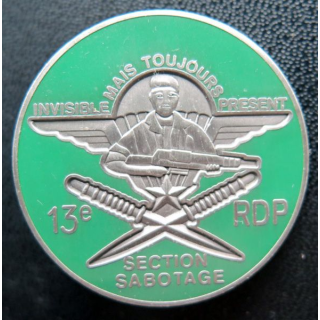 INVISIBLE MAIS TOUJOURS PRESENT
13e RDP
SECTION
SABOTAGE